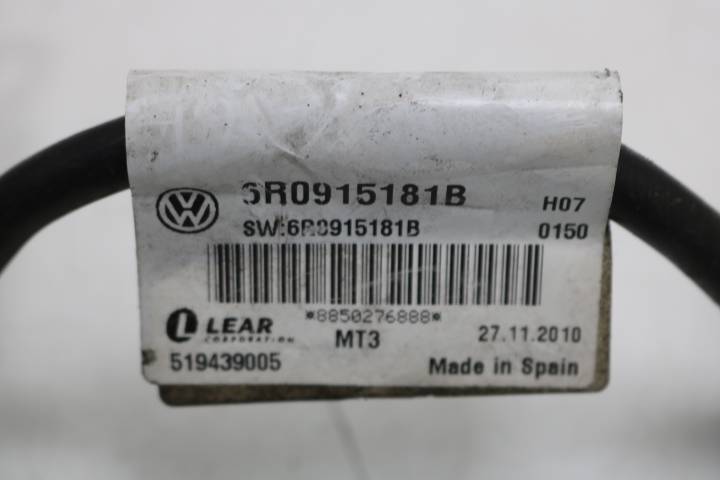 6R0915181B
H07
SW:6R0915181B
0150
*8850276888*
LEAR
CORPORATION
MT3
27.11.2010
519439005
Made in Spain